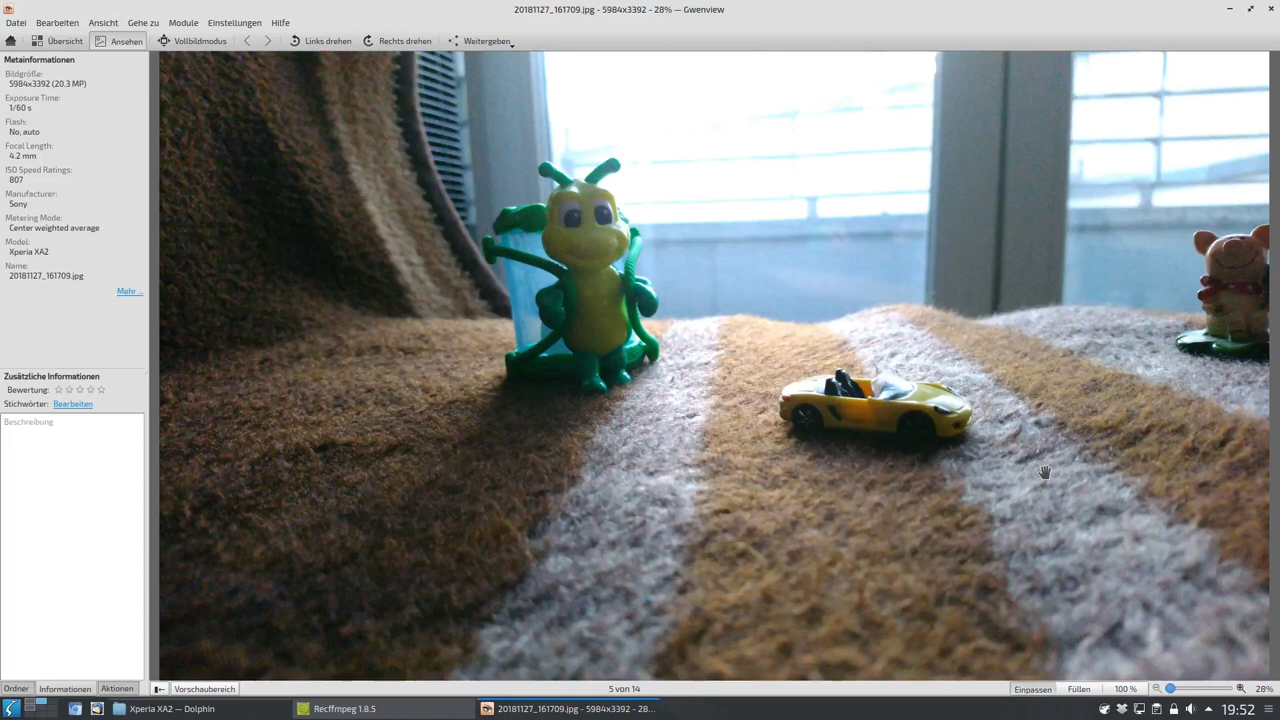 20181127_161709.jpg - 5984x3392 - 28% — Gwenview
Datei Bearbeiten Ansicht Gehe zu Module Einstellungen Hilfe
Übersicht Ansehen Vollbildmodus Links drehen Rechts drehen Weitergeben
Metainformationen
Bildgröße:
5984x3392 (20.3 MP)
Exposure Time:
1/60 s
Flash:
No, auto
Focal Length:
4.2 mm
ISO Speed Ratings:
807
Manufacturer:
Sony
Metering Mode:
Center weighted average
Model:
Xperia XA2
Name:
20181127_161709.jpg
Mehr ...
Zusätzliche Informationen
Bewertung:
Stichwörter: Bearbeiten
Beschreibung
Ordner Informationen Aktionen Vorschaubereich 5 von 14 Einpassen Füllen 100 % 28%
Xperia XA2 — Dolphin Recffmpeg 1.8.5 20181127_161709.jpg - 5984x3392 - 28... 19:52